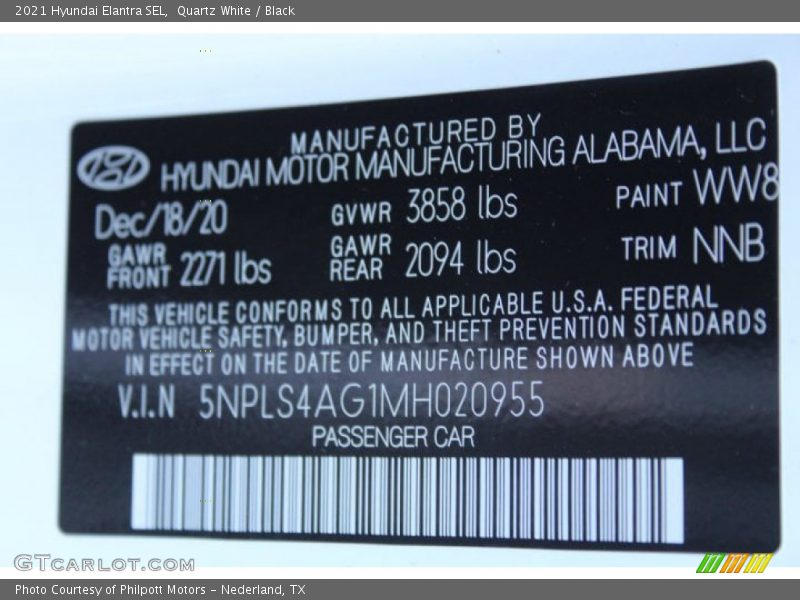 2021 Hyundai Elantra SEL, Quartz White / Black
MANUFACTURED BY
HYUNDAI MOTOR MANUFACTURING ALABAMA, LLC
Dec/18/20 GVWR 3858 lbs PAINT WW8
GAWR FRONT 2271 lbs GAWR REAR 2094 lbs TRIM NNB
THIS VEHICLE CONFORMS TO ALL APPLICABLE U.S.A. FEDERAL
MOTOR VEHICLE SAFETY, BUMPER, AND THEFT PREVENTION STANDARDS
IN EFFECT ON THE DATE OF MANUFACTURE SHOWN ABOVE
V.I.N 5NPLS4AG1MH020955
PASSENGER CAR
GTCARLOT.COM
Photo Courtesy of Philpott Motors - Nederland, TX